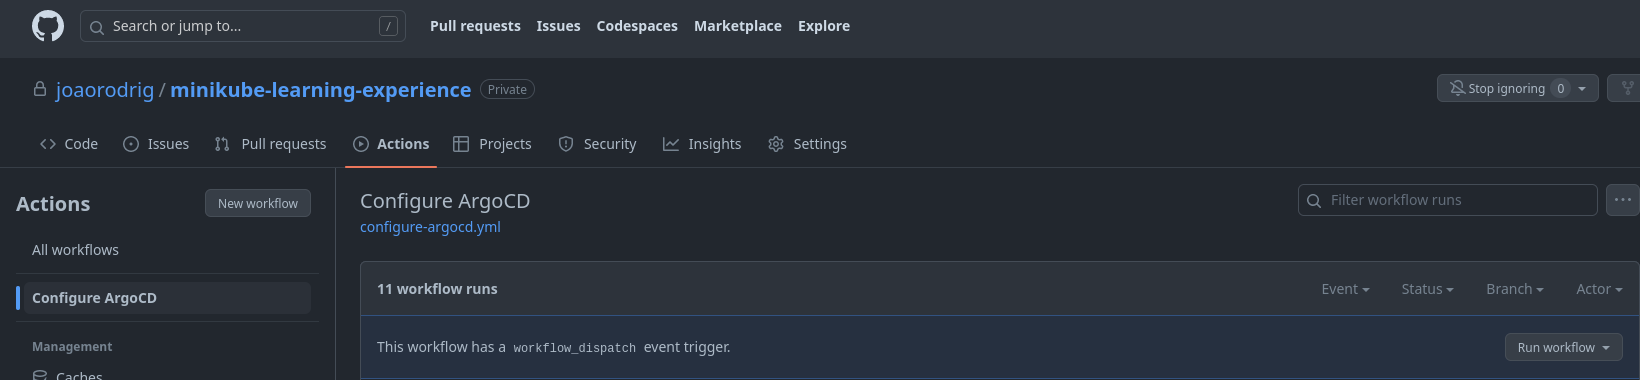 Search or jump to... / Pull requests Issues Codespaces Marketplace Explore
joaorodrig / minikube-learning-experience Private Stop ignoring 0
Code Issues Pull requests Actions Projects Security Insights Settings
Actions New workflow
All workflows
Configure ArgoCD
Management
Caches
Configure ArgoCD Filter workflow runs
configure-argocd.yml
11 workflow runs Event Status Branch Actor
This workflow has a workflow_dispatch event trigger. Run workflow